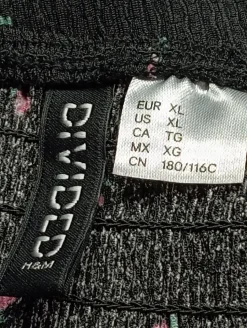 DIVIDED
H&M
EUR XL
US XL
CA TG
MX XG
CN 180/116C